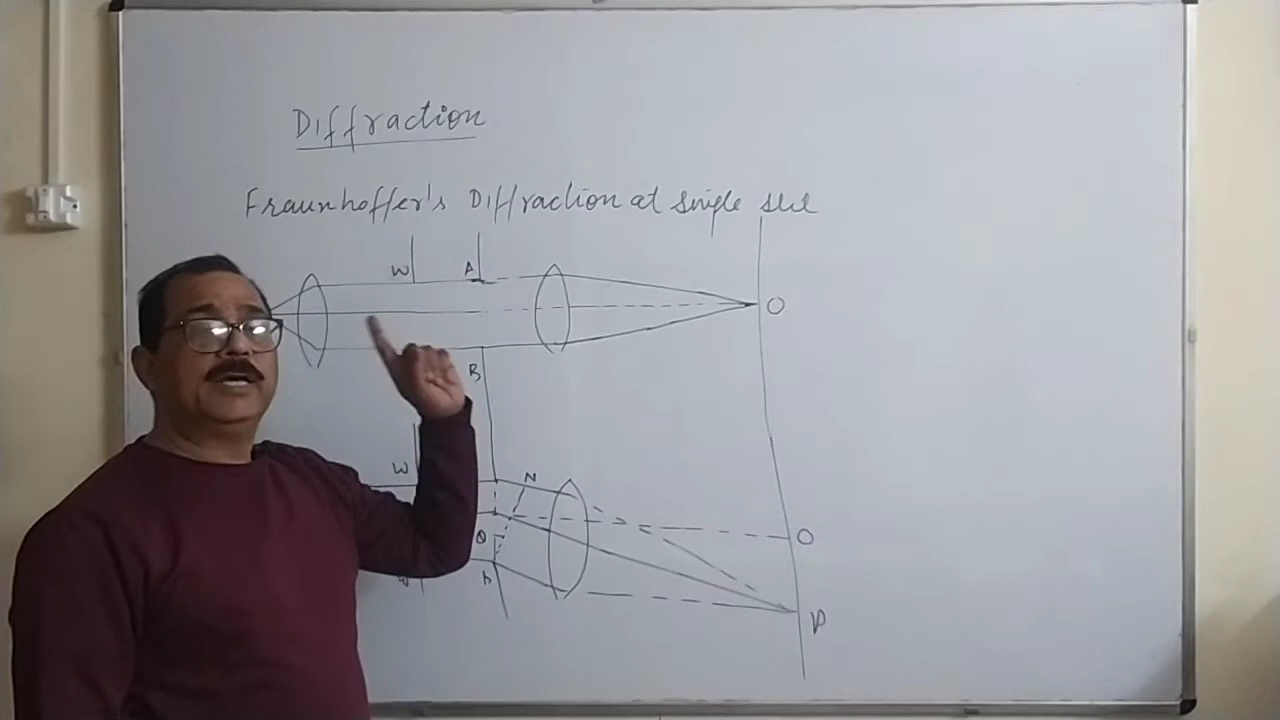 Diffraction
Fraunhoffer's Diffraction at single slit
W A
O
B
W N
O
θ
P